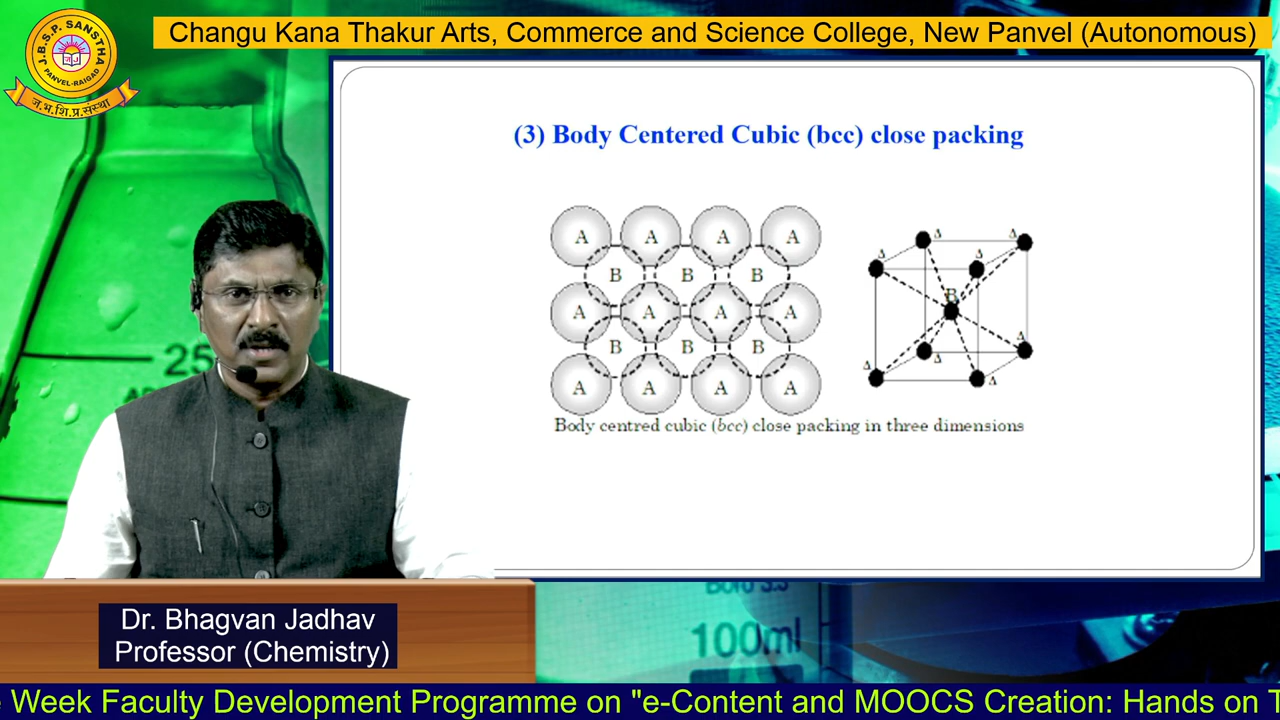 Changu Kana Thakur Arts, Commerce and Science College, New Panvel (Autonomous)
J.B.S.P. SANSTHA
PANVEL-RAIGAD
ज.भ.शि.प्र.संस्था
(3) Body Centered Cubic (bcc) close packing
A A A A
B B B
A A A A
B B B
A A A A
A A
A A
B
A A
A A
Body centred cubic (bcc) close packing in three dimensions
25
100ml
Dr. Bhagvan Jadhav
Professor (Chemistry)
Week Faculty Development Programme on "e-Content and MOOCS Creation: Hands on